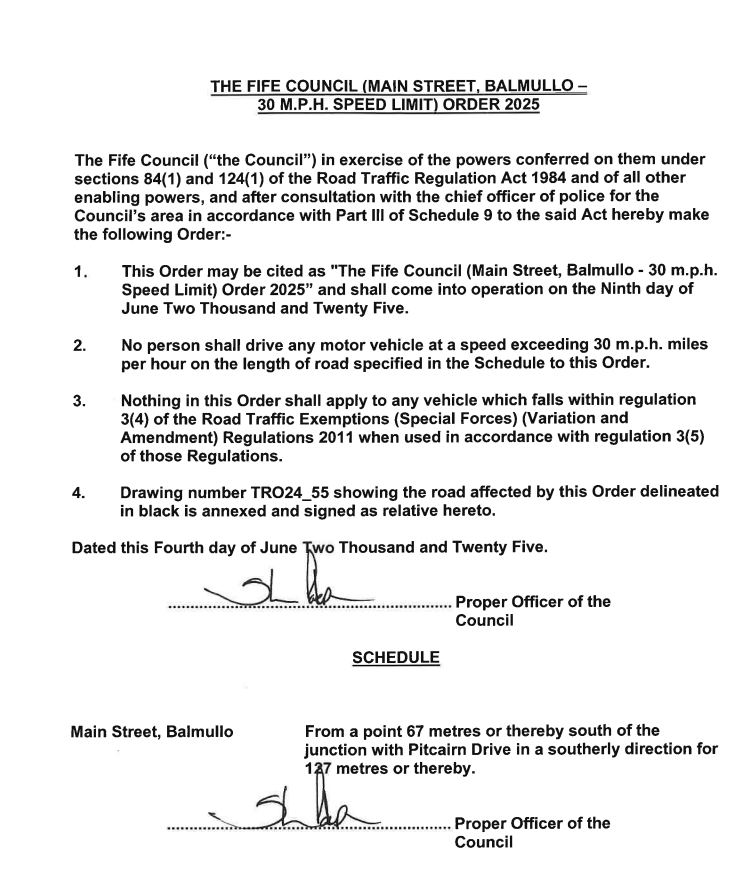 THE FIFE COUNCIL (MAIN STREET, BALMULLO –
30 M.P.H. SPEED LIMIT) ORDER 2025
The Fife Council (“the Council”) in exercise of the powers conferred on them under
sections 84(1) and 124(1) of the Road Traffic Regulation Act 1984 and of all other
enabling powers, and after consultation with the chief officer of police for the
Council’s area in accordance with Part III of Schedule 9 to the said Act hereby make
the following Order:-
1. This Order may be cited as "The Fife Council (Main Street, Balmullo - 30 m.p.h.
Speed Limit) Order 2025” and shall come into operation on the Ninth day of
June Two Thousand and Twenty Five.
2. No person shall drive any motor vehicle at a speed exceeding 30 m.p.h. miles
per hour on the length of road specified in the Schedule to this Order.
3. Nothing in this Order shall apply to any vehicle which falls within regulation
3(4) of the Road Traffic Exemptions (Special Forces) (Variation and
Amendment) Regulations 2011 when used in accordance with regulation 3(5)
of those Regulations.
4. Drawing number TRO24_55 showing the road affected by this Order delineated
in black is annexed and signed as relative hereto.
Dated this Fourth day of June Two Thousand and Twenty Five.
Proper Officer of the
Council
SCHEDULE
Main Street, Balmullo From a point 67 metres or thereby south of the
junction with Pitcairn Drive in a southerly direction for
127 metres or thereby.
Proper Officer of the
Council